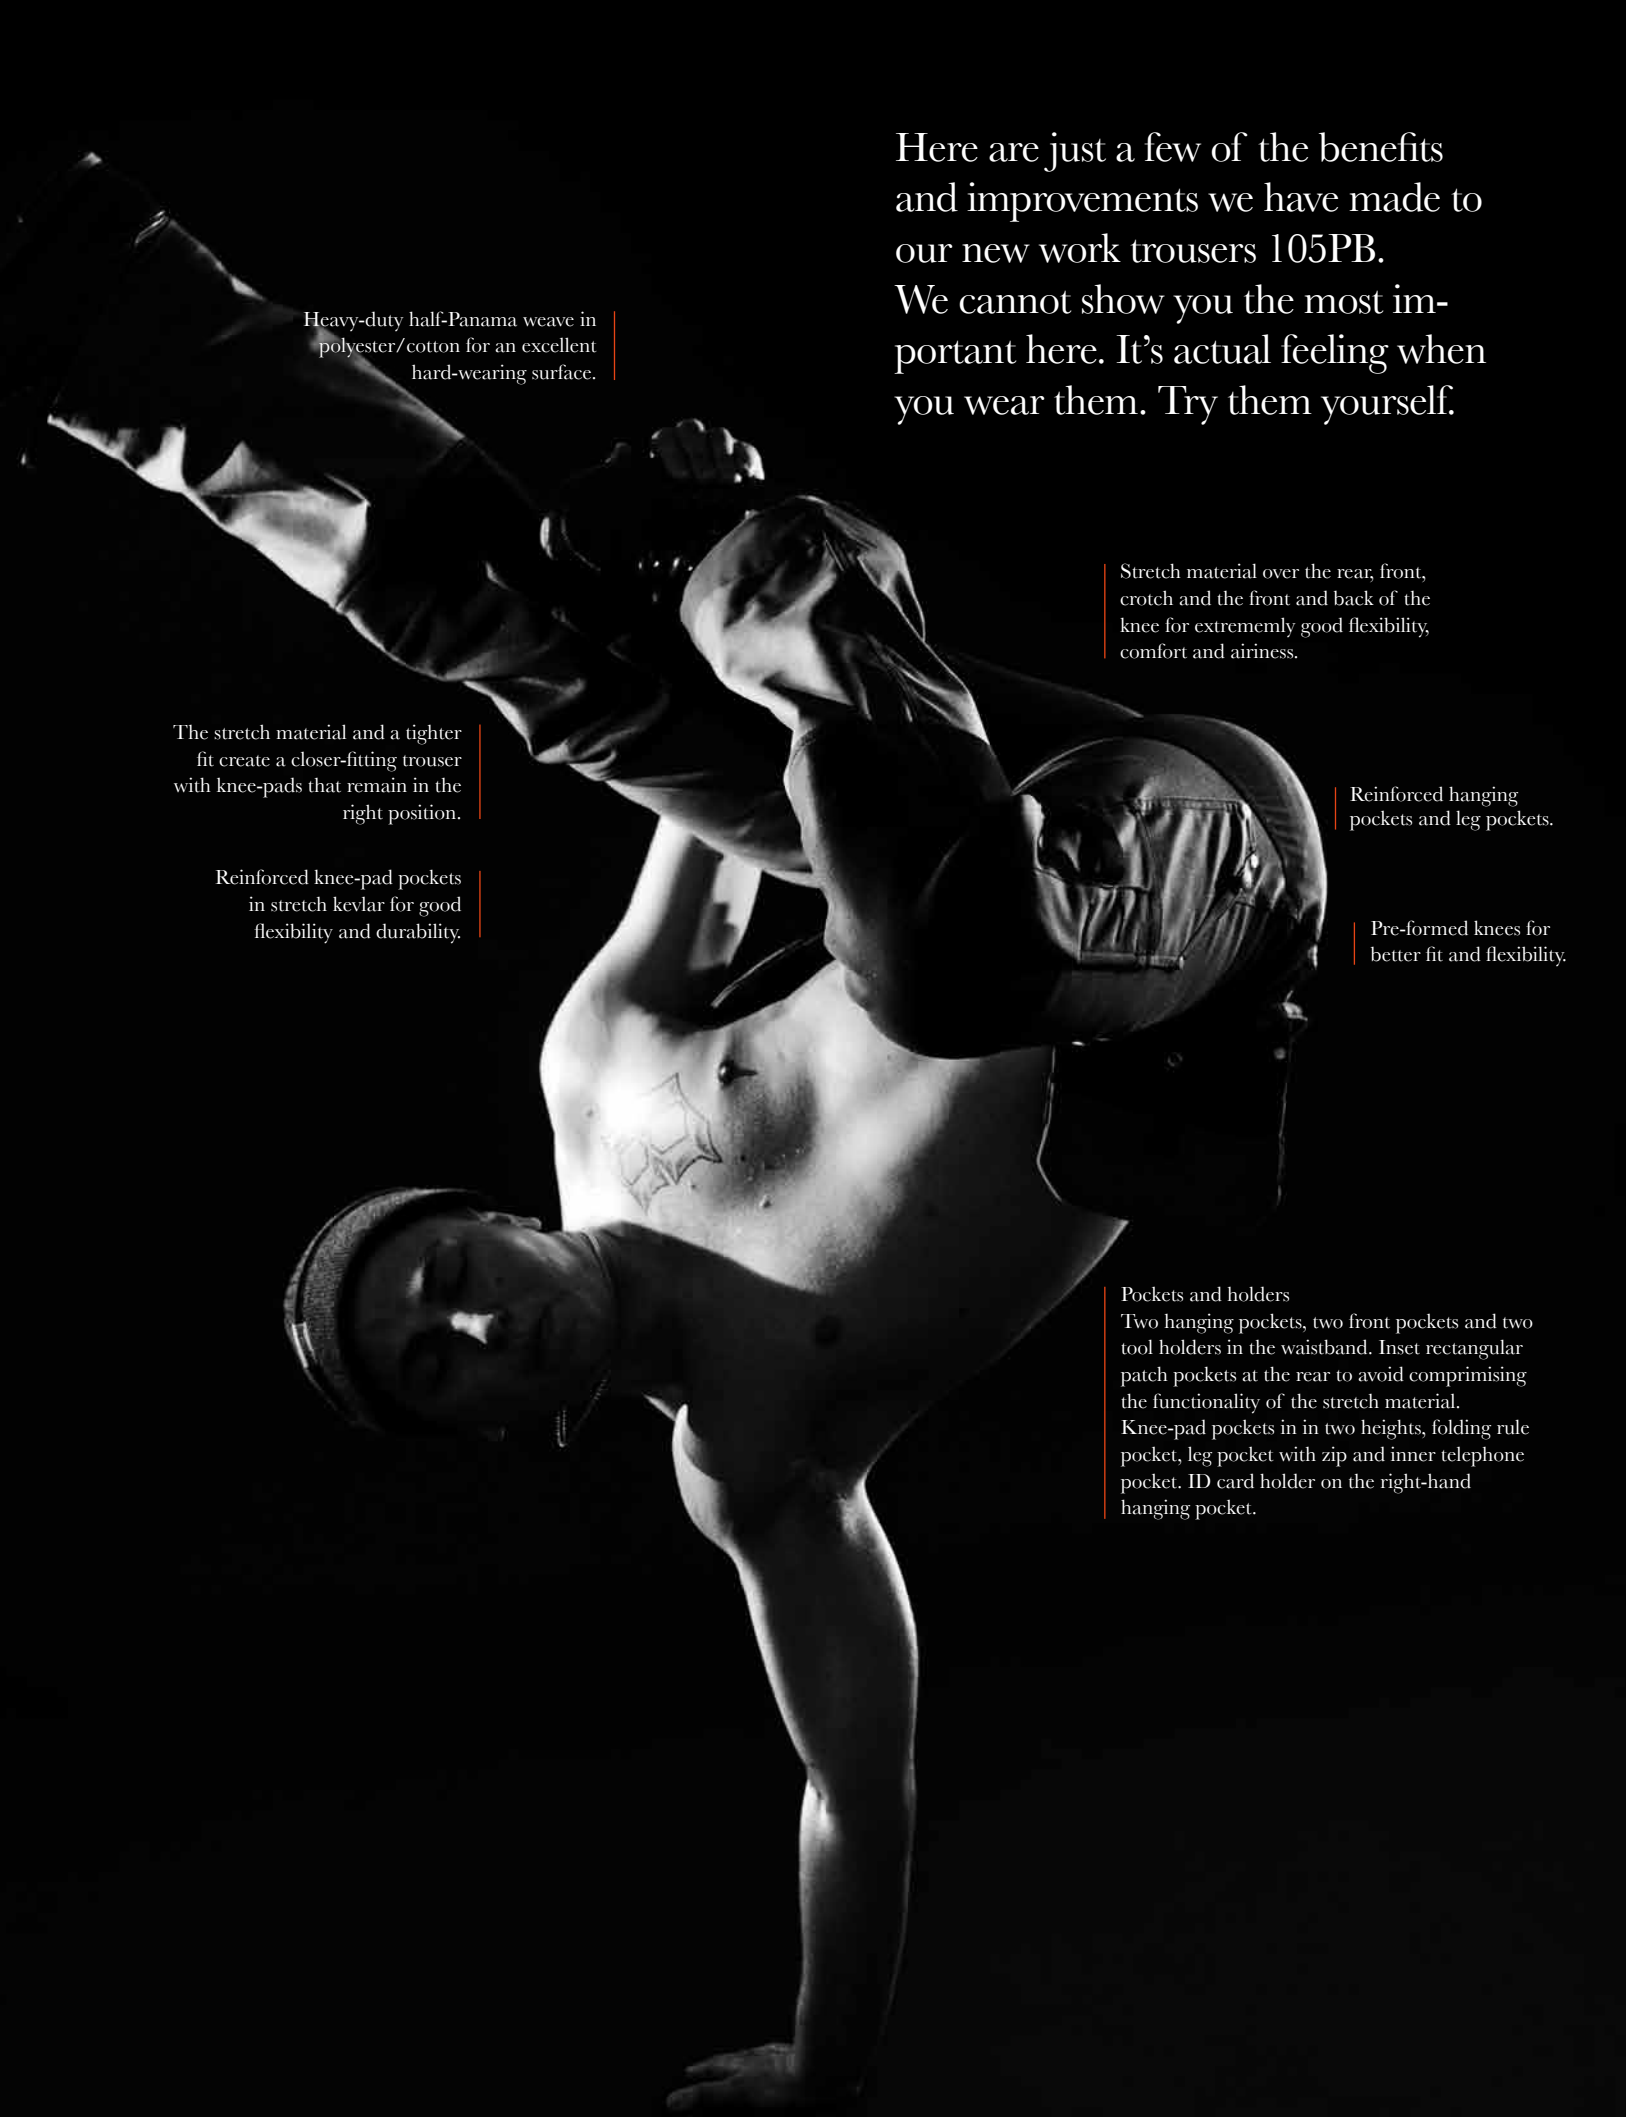 Here are just a few of the benefits
and improvements we have made to
our new work trousers 105PB.
We cannot show you the most im-
portant here. It's actual feeling when
you wear them. Try them yourself.
Heavy-duty half-Panama weave in
polyester/cotton for an excellent
hard-wearing surface.
Stretch material over the rear, front,
crotch and the front and back of the
knee for extrememly good flexibility,
comfort and airiness.
The stretch material and a tighter
fit create a closer-fitting trouser
with knee-pads that remain in the
right position.
Reinforced hanging
pockets and leg pockets.
Reinforced knee-pad pockets
in stretch kevlar for good
flexibility and durability.
Pre-formed knees for
better fit and flexibility.
Pockets and holders
Two hanging pockets, two front pockets and two
tool holders in the waistband. Inset rectangular
patch pockets at the rear to avoid comprimising
the functionality of the stretch material.
Knee-pad pockets in in two heights, folding rule
pocket, leg pocket with zip and inner telephone
pocket. ID card holder on the right-hand
hanging pocket.